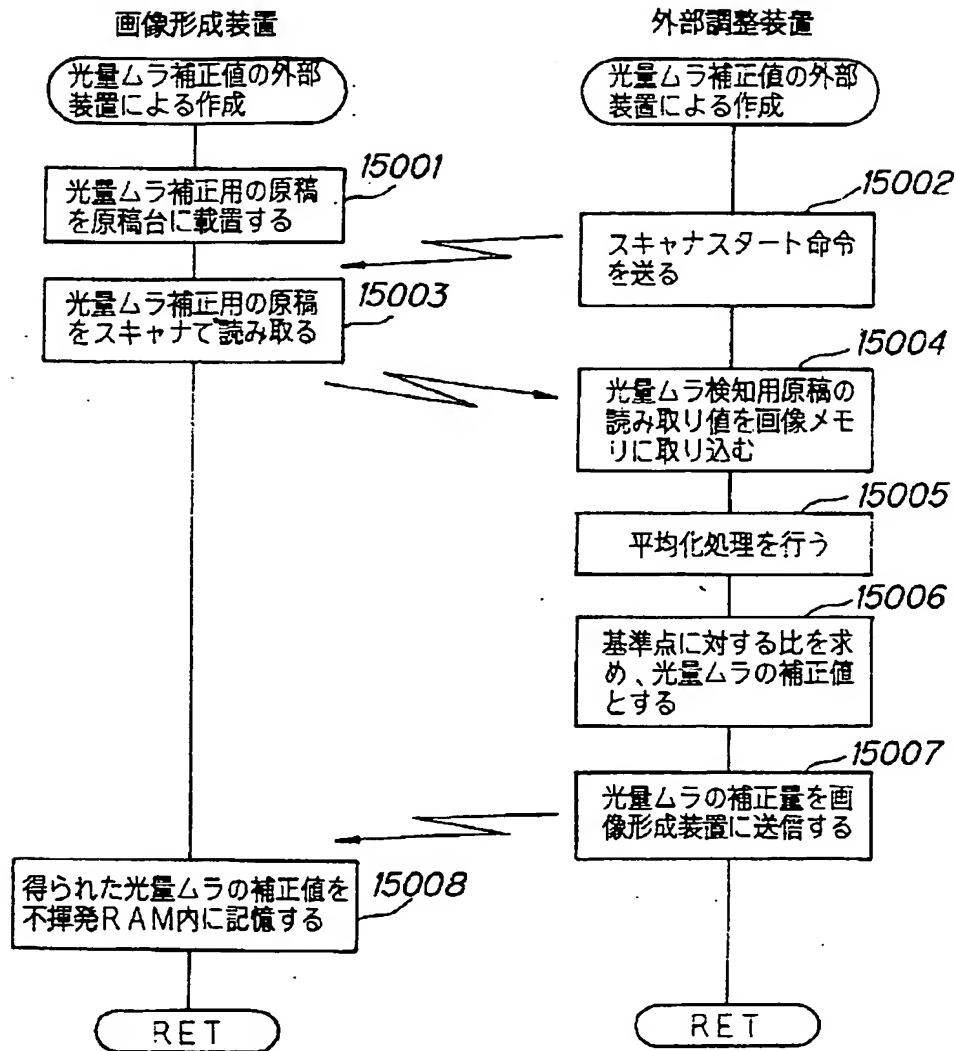 画像形成装置
外部調整装置
光量ムラ補正値の外部
装置による作成
光量ムラ補正値の外部
装置による作成
15001
光量ムラ補正用の原稿
を原稿台に載置する
15002
スキャナスタート命令
を送る
15003
光量ムラ補正用の原稿
をスキャナで読み取る
15004
光量ムラ検知用原稿の
読み取り値を画像メモ
リに取り込む
15005
平均化処理を行う
15006
基準点に対する比を求
め、光量ムラの補正値
とする
15007
光量ムラの補正量を画
像形成装置に送信する
得られた光量ムラの補正値を
不揮発RAM内に記憶する
15008
RET
RET